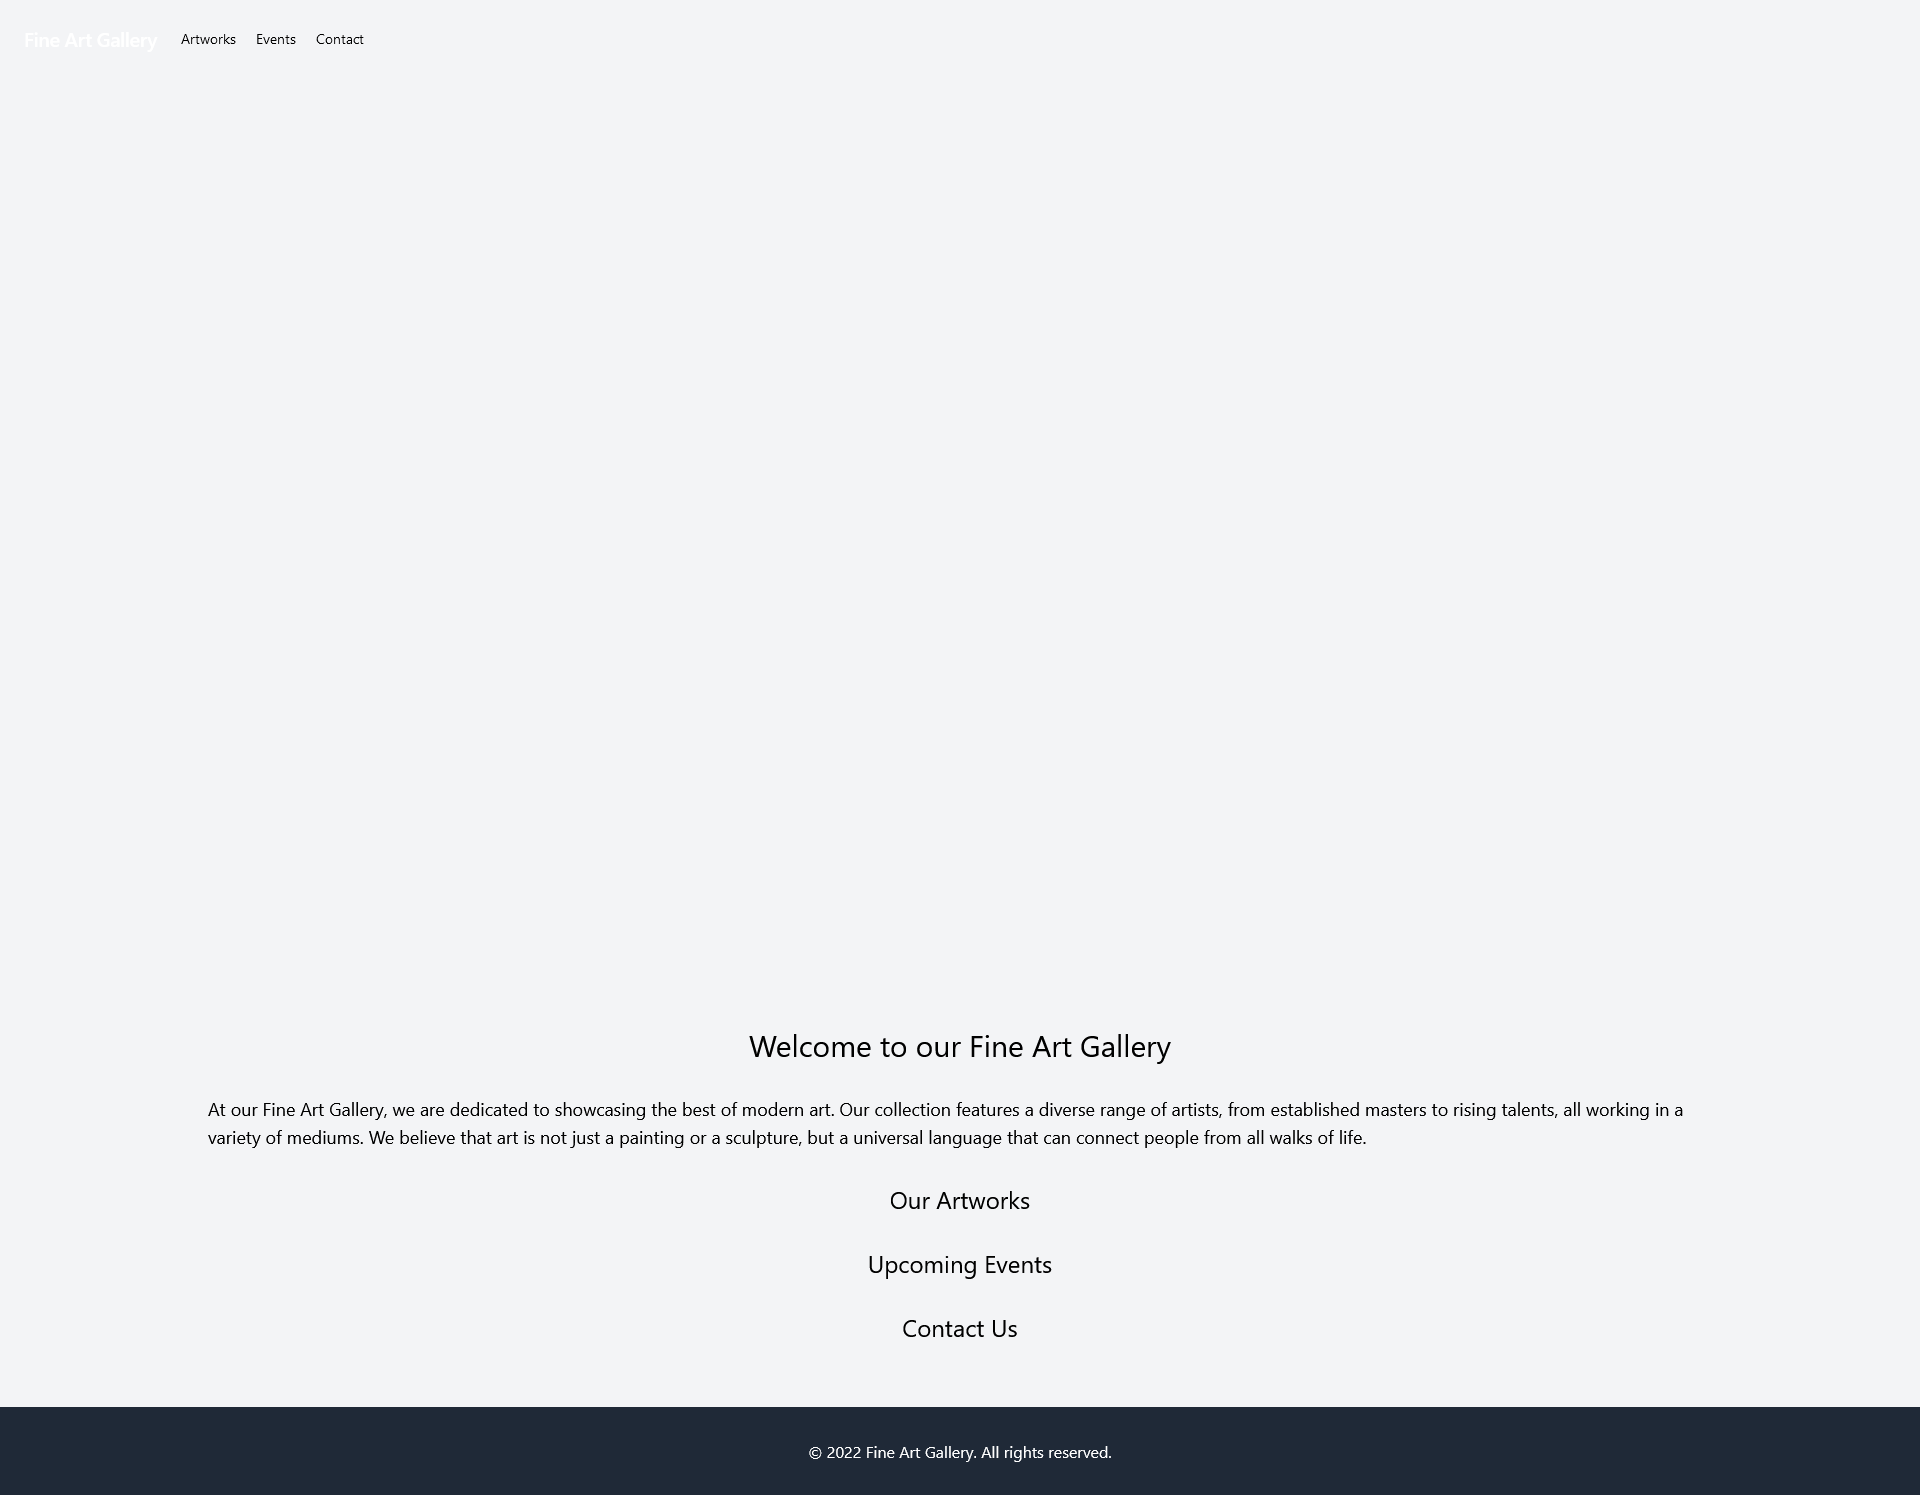 Fine Art Gallery Artworks Events Contact
Welcome to our Fine Art Gallery
At our Fine Art Gallery, we are dedicated to showcasing the best of modern art. Our collection features a diverse range of artists, from established masters to rising talents, all working in a
variety of mediums. We believe that art is not just a painting or a sculpture, but a universal language that can connect people from all walks of life.
Our Artworks
Upcoming Events
Contact Us
© 2022 Fine Art Gallery. All rights reserved.